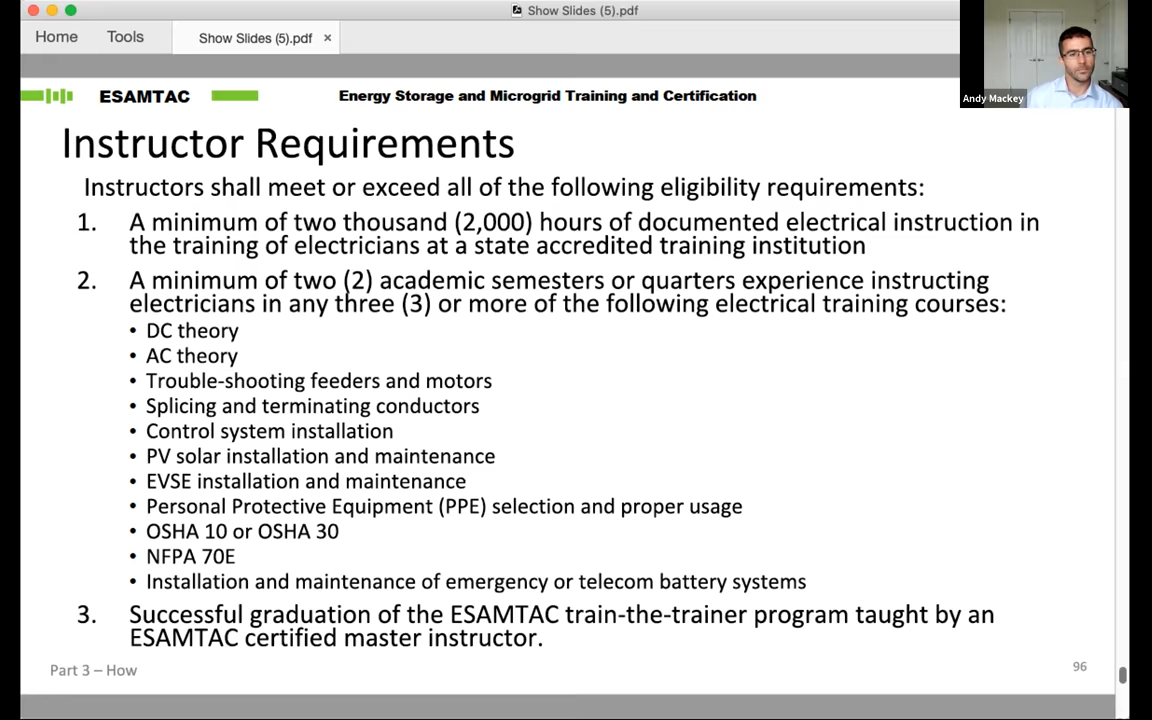 Show Slides (5).pdf
Home
Tools
Show Slides (5).pdf ×
Andy Mackey
ESAMTAC
Energy Storage and Microgrid Training and Certification
Instructor Requirements
Instructors shall meet or exceed all of the following eligibility requirements:
1. A minimum of two thousand (2,000) hours of documented electrical instruction in
the training of electricians at a state accredited training institution
2. A minimum of two (2) academic semesters or quarters experience instructing
electricians in any three (3) or more of the following electrical training courses:
• DC theory
• AC theory
• Trouble-shooting feeders and motors
• Splicing and terminating conductors
• Control system installation
• PV solar installation and maintenance
• EVSE installation and maintenance
• Personal Protective Equipment (PPE) selection and proper usage
• OSHA 10 or OSHA 30
• NFPA 70E
• Installation and maintenance of emergency or telecom battery systems
3. Successful graduation of the ESAMTAC train-the-trainer program taught by an
ESAMTAC certified master instructor.
Part 3 – How
96